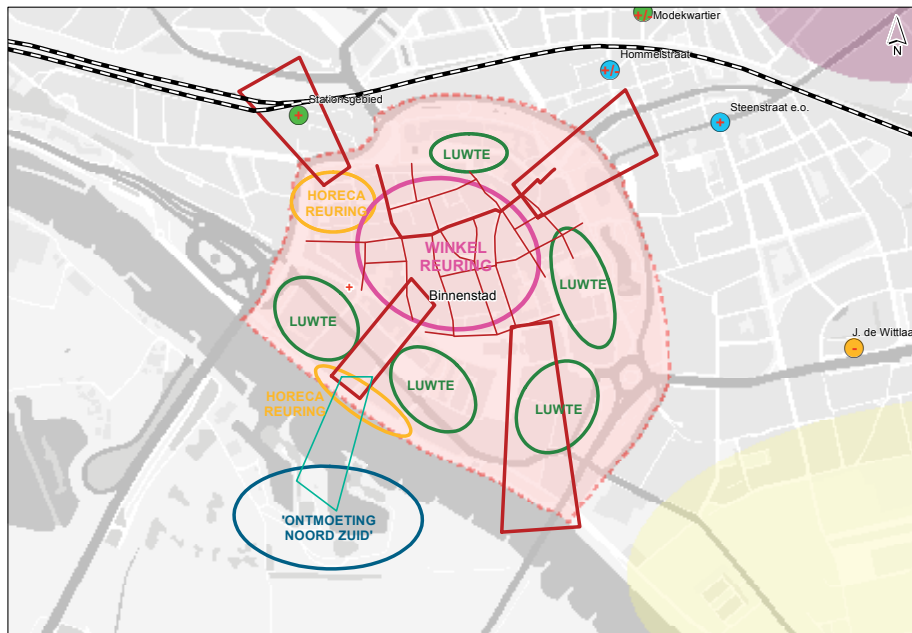 +/-
Modekwartier
N
Hommelstraat
+/-
Stationsgebied
+
Steenstraat e.o.
+
LUWTE
HORECA
REURING
WINKEL
REURING
LUWTE
+
Binnenstad
LUWTE
J. de Wittlaa
-
LUWTE
HORECA
REURING
LUWTE
'ONTMOETING
NOORD ZUID'